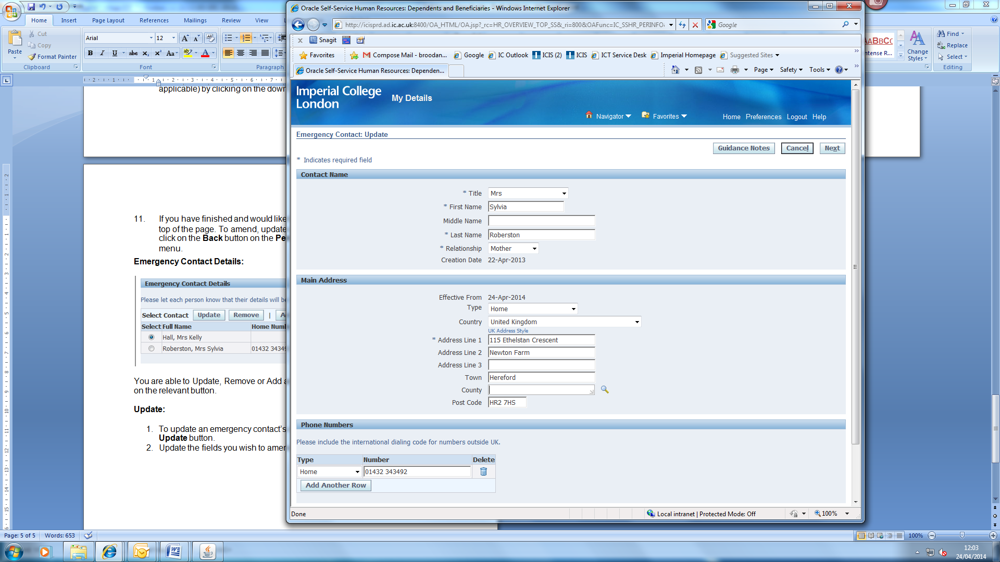 Oracle Self-Service Human Resources: Dependents and Beneficiaries - Windows Internet Explorer
Home Insert Page Layout References Mailings Review View
http://icisprd.ad.ic.ac.uk:8400/OA_HTML/OA.jsp?_rc=HR_OVERVIEW_TOP_SS&_ri=800&OAFunc=IC_SSHR_PERINFO
Google
Cut
Copy
Paste
Format Painter
Clipboard
Arial 12
Font
Paragraph
Change Styles
Find
Replace
Select
Editing
x Snagit
Favorites Compose Mail - broodan... Google IC Outlook ICIS (2) ICIS ICT Service Desk Imperial Homepage Suggested Sites
Oracle Self-Service Human Resources: Dependen...
Page Safety Tools
Imperial College
London
My Details
Navigator Favorites Home Preferences Logout Help
Emergency Contact: Update
Guidance Notes Cancel Next
* Indicates required field
Contact Name
* Title Mrs
* First Name Sylvia
Middle Name
* Last Name Roberston
* Relationship Mother
Creation Date 22-Apr-2013
Main Address
Effective From 24-Apr-2014
Type Home
Country United Kingdom
UK Address Style
* Address Line 1 115 Ethelstan Crescent
Address Line 2 Newton Farm
Address Line 3
Town Hereford
County
Post Code HR2 7HS
Phone Numbers
Please include the international dialing code for numbers outside UK.
Type Number Delete
Home 01432 343492
Add Another Row
Done Local intranet | Protected Mode: Off 100%
applicable) by clicking on the down
11. If you have finished and would like
top of the page. To amend, update
click on the Back button on the Pe
menu.
Emergency Contact Details:
Emergency Contact Details
Please let each person know that their details will be
Select Contact Update Remove | A
Select Full Name Home Num
Hall, Mrs Kelly
Roberston, Mrs Sylvia 01432 3434
You are able to Update, Remove or Add a
on the relevant button.
Update:
1. To update an emergency contact's
Update button.
2. Update the fields you wish to amen
Page: 5 of 5 Words: 653 100%
12:03
24/04/2014